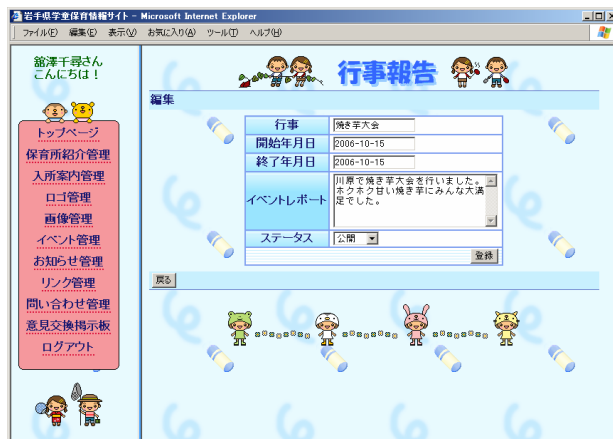 岩手県学童保育情報サイト - Microsoft Internet Explorer
ファイル(F) 編集(E) 表示(V) お気に入り(A) ツール(T) ヘルプ(H)
舘澤千尋さん
こんにちは！
トップページ
保育所紹介管理
入所案内管理
ロゴ管理
画像管理
イベント管理
お知らせ管理
リンク管理
問い合わせ管理
意見交換掲示板
ログアウト
行事報告
編集
行事 焼き芋大会
開始年月日 2006-10-15
終了年月日 2006-10-15
イベントレポート
川原で焼き芋大会を行いました。
ホクホク甘い焼き芋にみんな大満
足でした。
ステータス 公開
登録
戻る